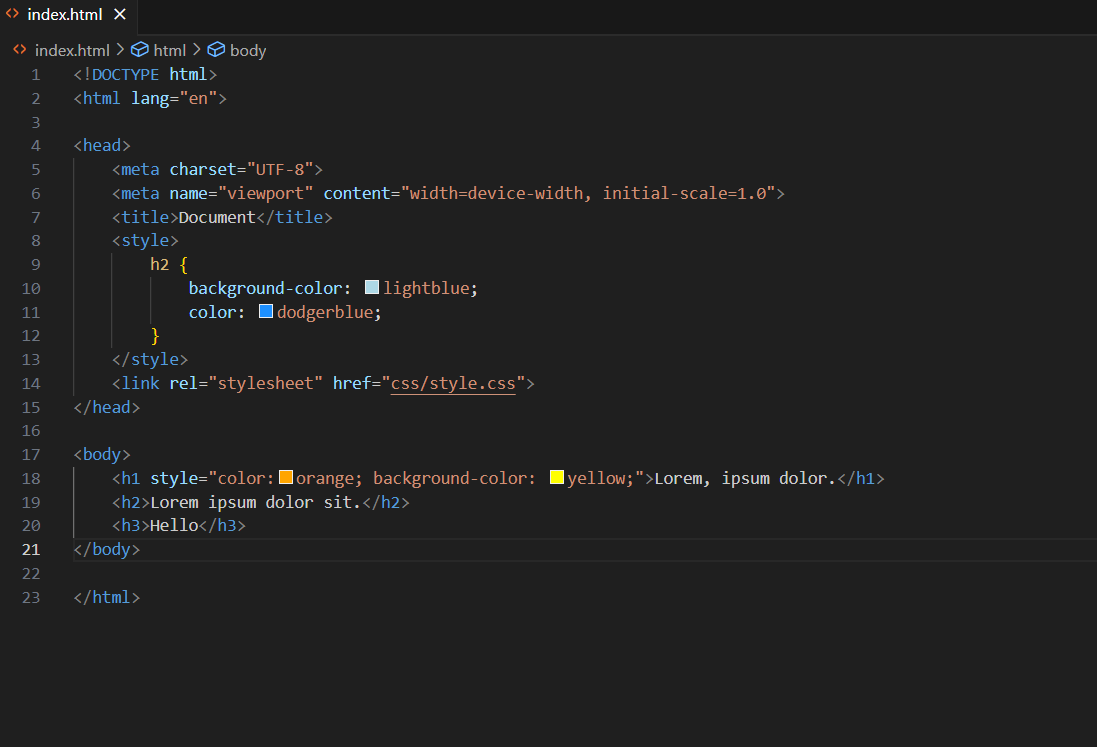 index.html
index.html > html > body
1 <!DOCTYPE html>
2 <html lang="en">
3
4 <head>
5     <meta charset="UTF-8">
6     <meta name="viewport" content="width=device-width, initial-scale=1.0">
7     <title>Document</title>
8     <style>
9         h2 {
10             background-color: lightblue;
11             color: dodgerblue;
12         }
13     </style>
14     <link rel="stylesheet" href="css/style.css">
15 </head>
16
17 <body>
18     <h1 style="color:orange; background-color: yellow;">Lorem, ipsum dolor.</h1>
19     <h2>Lorem ipsum dolor sit.</h2>
20     <h3>Hello</h3>
21 </body>
22
23 </html>